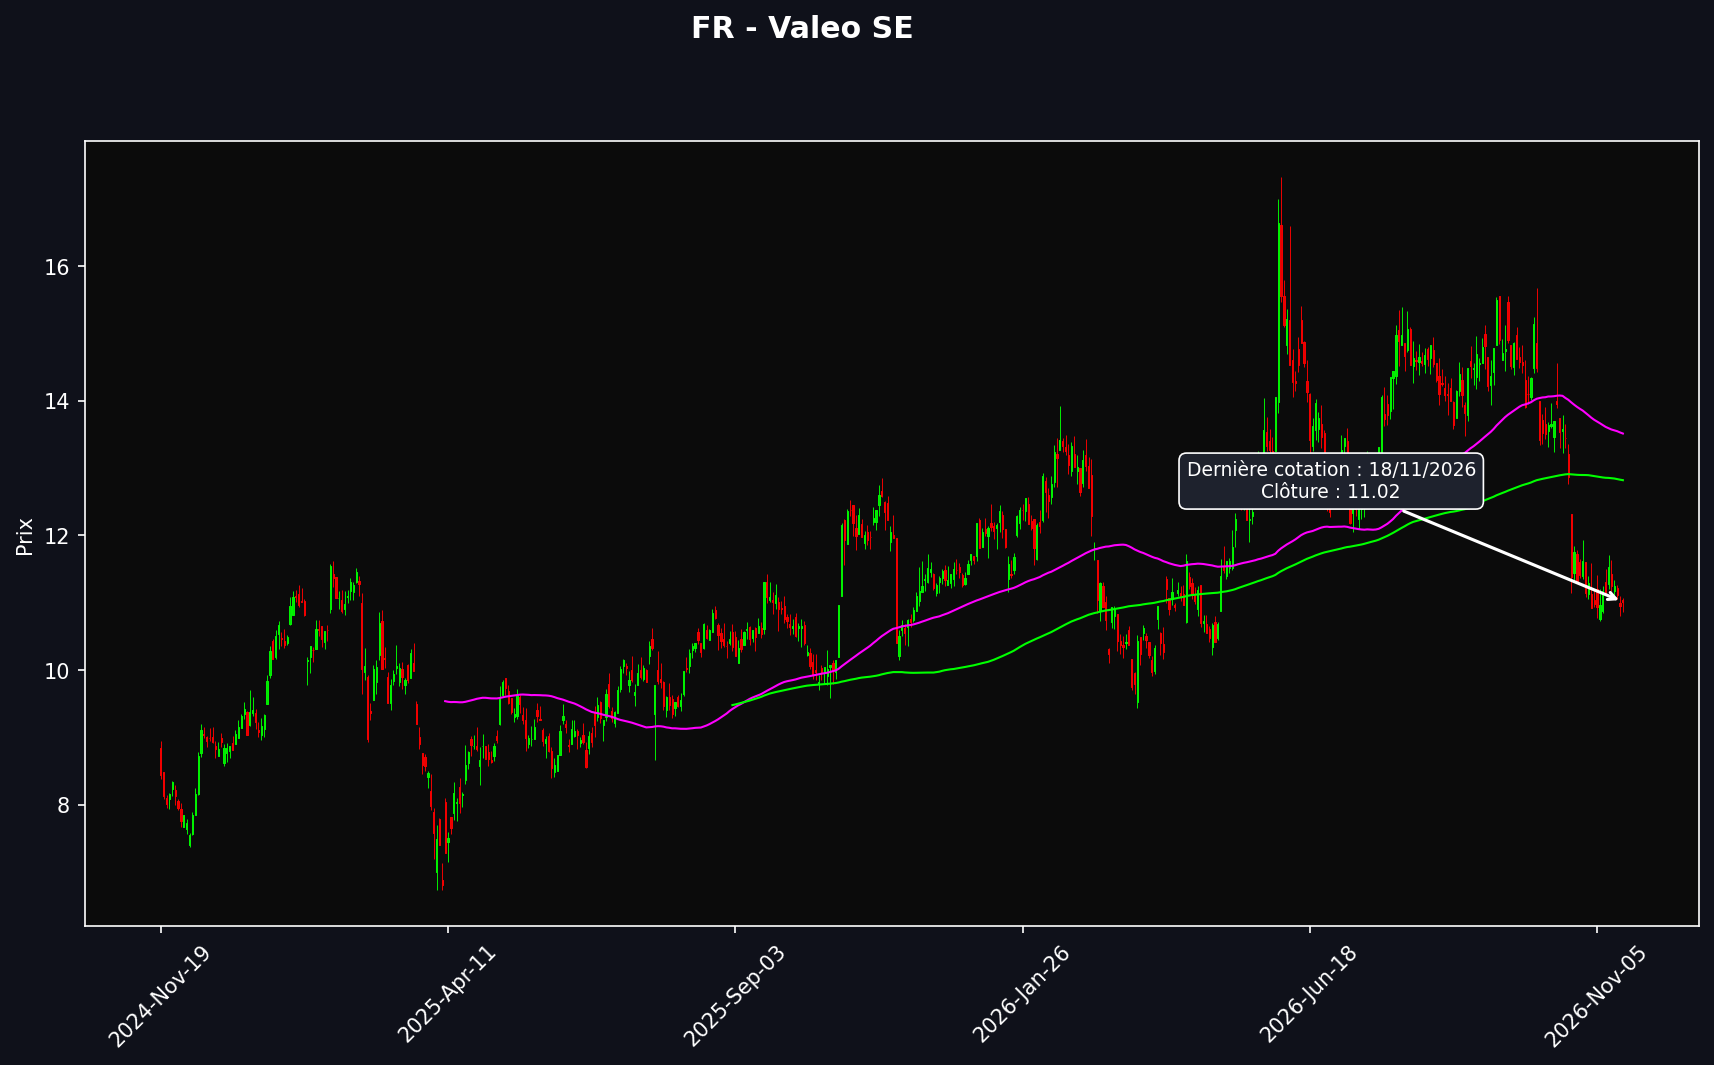 FR - Valeo SE
Prix
16
14
12
10
8
Dernière cotation : 18/11/2026
Clôture : 11.02
2024-Nov-19
2025-Apr-11
2025-Sep-03
2026-Jan-26
2026-Jun-18
2026-Nov-05